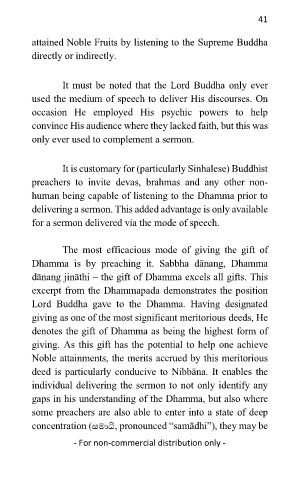 41
attained Noble Fruits by listening to the Supreme Buddha
directly or indirectly.
It must be noted that the Lord Buddha only ever
used the medium of speech to deliver His discourses. On
occasion He employed His psychic powers to help
convince His audience where they lacked faith, but this was
only ever used to complement a sermon.
It is customary for (particularly Sinhalese) Buddhist
preachers to invite devas, brahmas and any other non-
human being capable of listening to the Dhamma prior to
delivering a sermon. This added advantage is only available
for a sermon delivered via the mode of speech.
The most efficacious mode of giving the gift of
Dhamma is by preaching it. Sabbha dānang, Dhamma
dānang jināthi – the gift of Dhamma excels all gifts. This
excerpt from the Dhammapada demonstrates the position
Lord Buddha gave to the Dhamma. Having designated
giving as one of the most significant meritorious deeds, He
denotes the gift of Dhamma as being the highest form of
giving. As this gift has the potential to help one achieve
Noble attainments, the merits accrued by this meritorious
deed is particularly conducive to Nibbāna. It enables the
individual delivering the sermon to not only identify any
gaps in his understanding of the Dhamma, but also where
some preachers are also able to enter into a state of deep
concentration (සමාධි, pronounced “samādhi”), they may be
- For non-commercial distribution only -